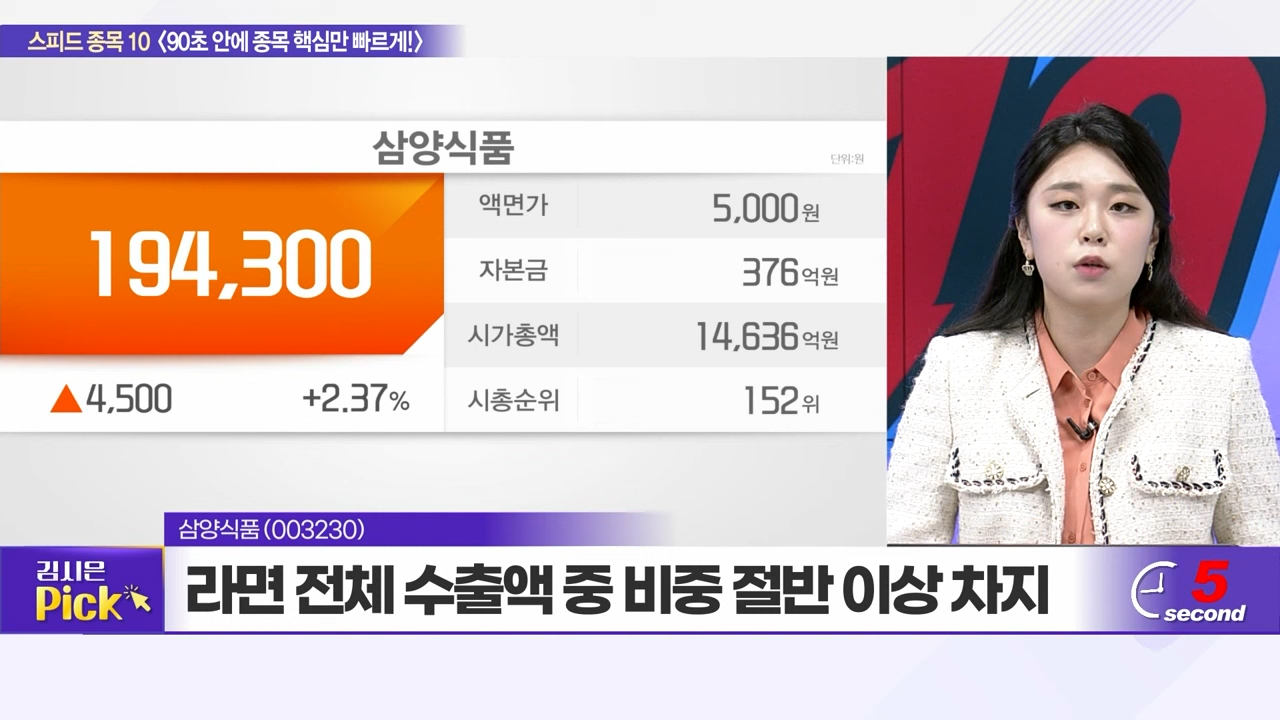 스피드 종목 10 <90초 안에 종목 핵심만 빠르게!>
삼양식품
단위:원
194,300
▲4,500 +2.37%
액면가 5,000원
자본금 376억원
시가총액 14,636억원
시총순위 152위
삼양식품(003230)
김시은
Pick
라면 전체 수출액 중 비중 절반 이상 차지
5
second